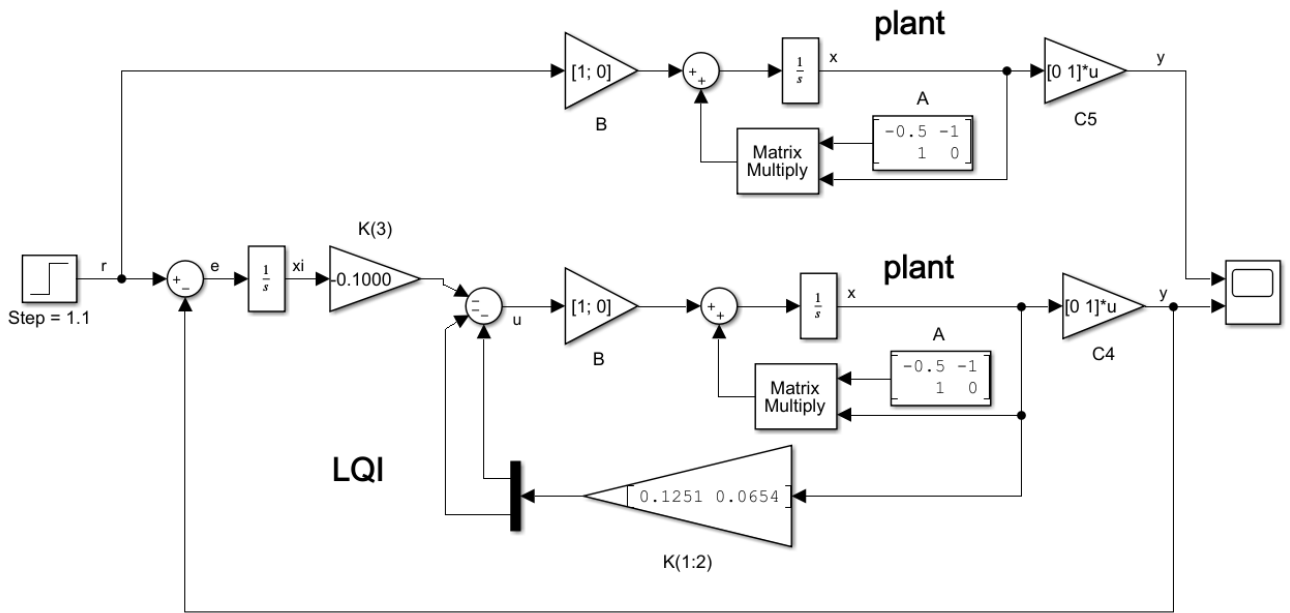 plant
[1; 0]
B
+
+
1
s
x
[0 1]*u
C5
y
A
-0.5 -1
1 0
Matrix
Multiply
Step = 1.1
r
+
−
e
1
s
xi
K(3)
-0.1000
−
−
−
u
[1; 0]
B
+
+
plant
1
s
x
[0 1]*u
C4
y
A
-0.5 -1
1 0
Matrix
Multiply
LQI
0.1251 0.0654
K(1:2)